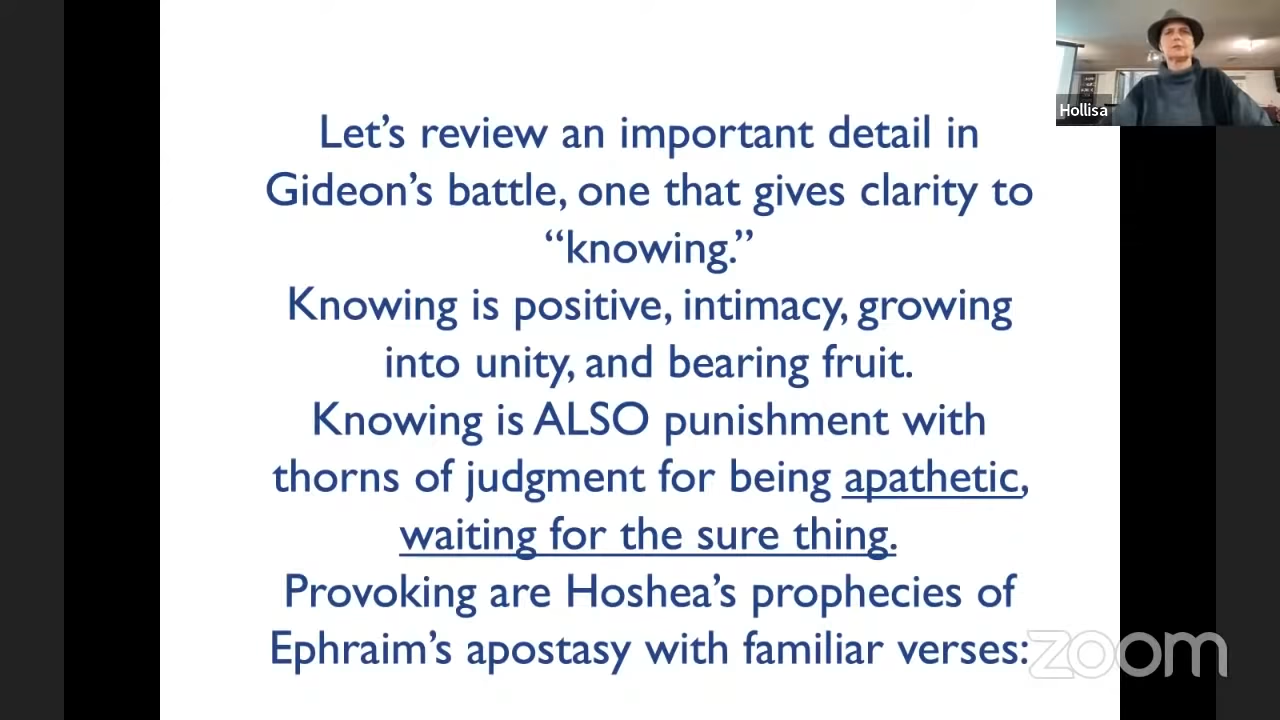 Let's review an important detail in
Gideon's battle, one that gives clarity to
“knowing.”
Knowing is positive, intimacy, growing
into unity, and bearing fruit.
Knowing is ALSO punishment with
thorns of judgment for being apathetic,
waiting for the sure thing.
Provoking are Hoshea's prophecies of
Ephraim's apostasy with familiar verses:
Hollisa
zoom